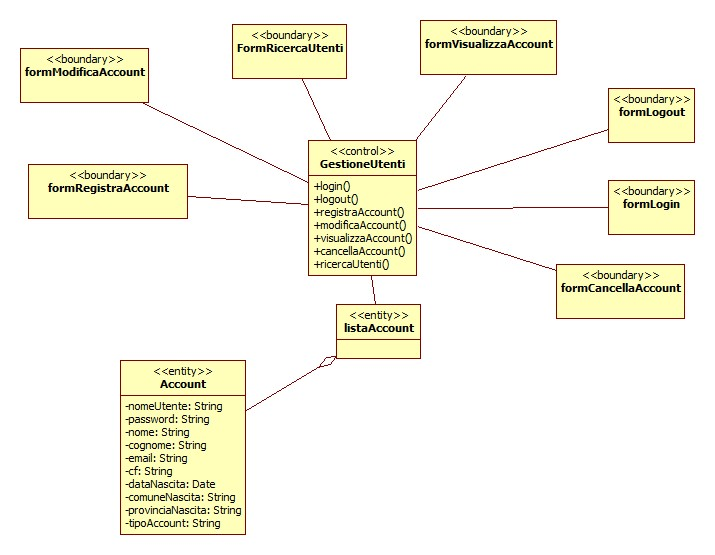 <<boundary>>
FormRicercaUtenti
<<boundary>>
formVisualizzaAccount
<<boundary>>
formModificaAccount
<<boundary>>
formLogout
<<control>>
GestioneUtenti
+login()
+logout()
+registraAccount()
+modificaAccount()
+visualizzaAccount()
+cancellaAccount()
+ricercaUtenti()
<<boundary>>
formRegistraAccount
<<boundary>>
formLogin
<<boundary>>
formCancellaAccount
<<entity>>
listaAccount
<<entity>>
Account
-nomeUtente: String
-password: String
-nome: String
-cognome: String
-email: String
-cf: String
-dataNascita: Date
-comuneNascita: String
-provinciaNascita: String
-tipoAccount: String